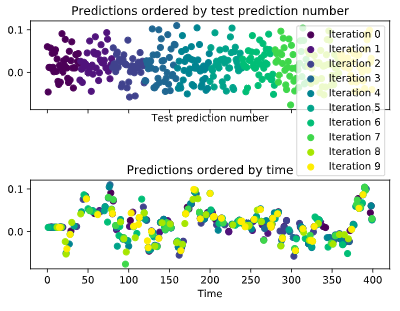 Predictions ordered by test prediction number
0.1
0.0
Test prediction number
Iteration 0
Iteration 1
Iteration 2
Iteration 3
Iteration 4
Iteration 5
Iteration 6
Iteration 7
Iteration 8
Iteration 9
Predictions ordered by time
0.1
0.0
0 50 100 150 200 250 300 350 400
Time